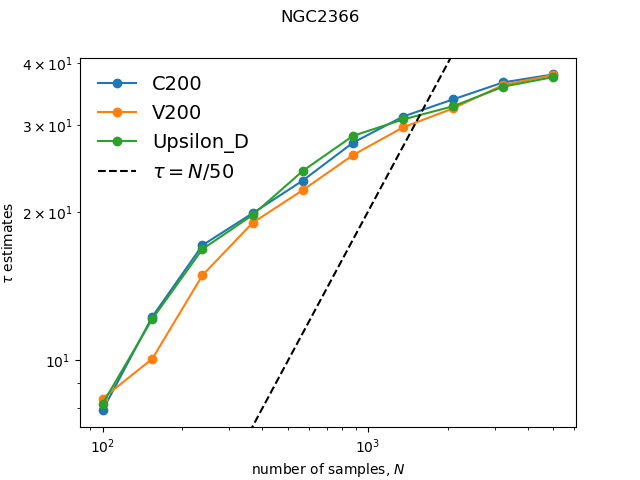 NGC2366
C200
V200
Upsilon_D
τ = N/50
4 × 10¹
3 × 10¹
2 × 10¹
10¹
τ estimates
10² 10³
number of samples, N